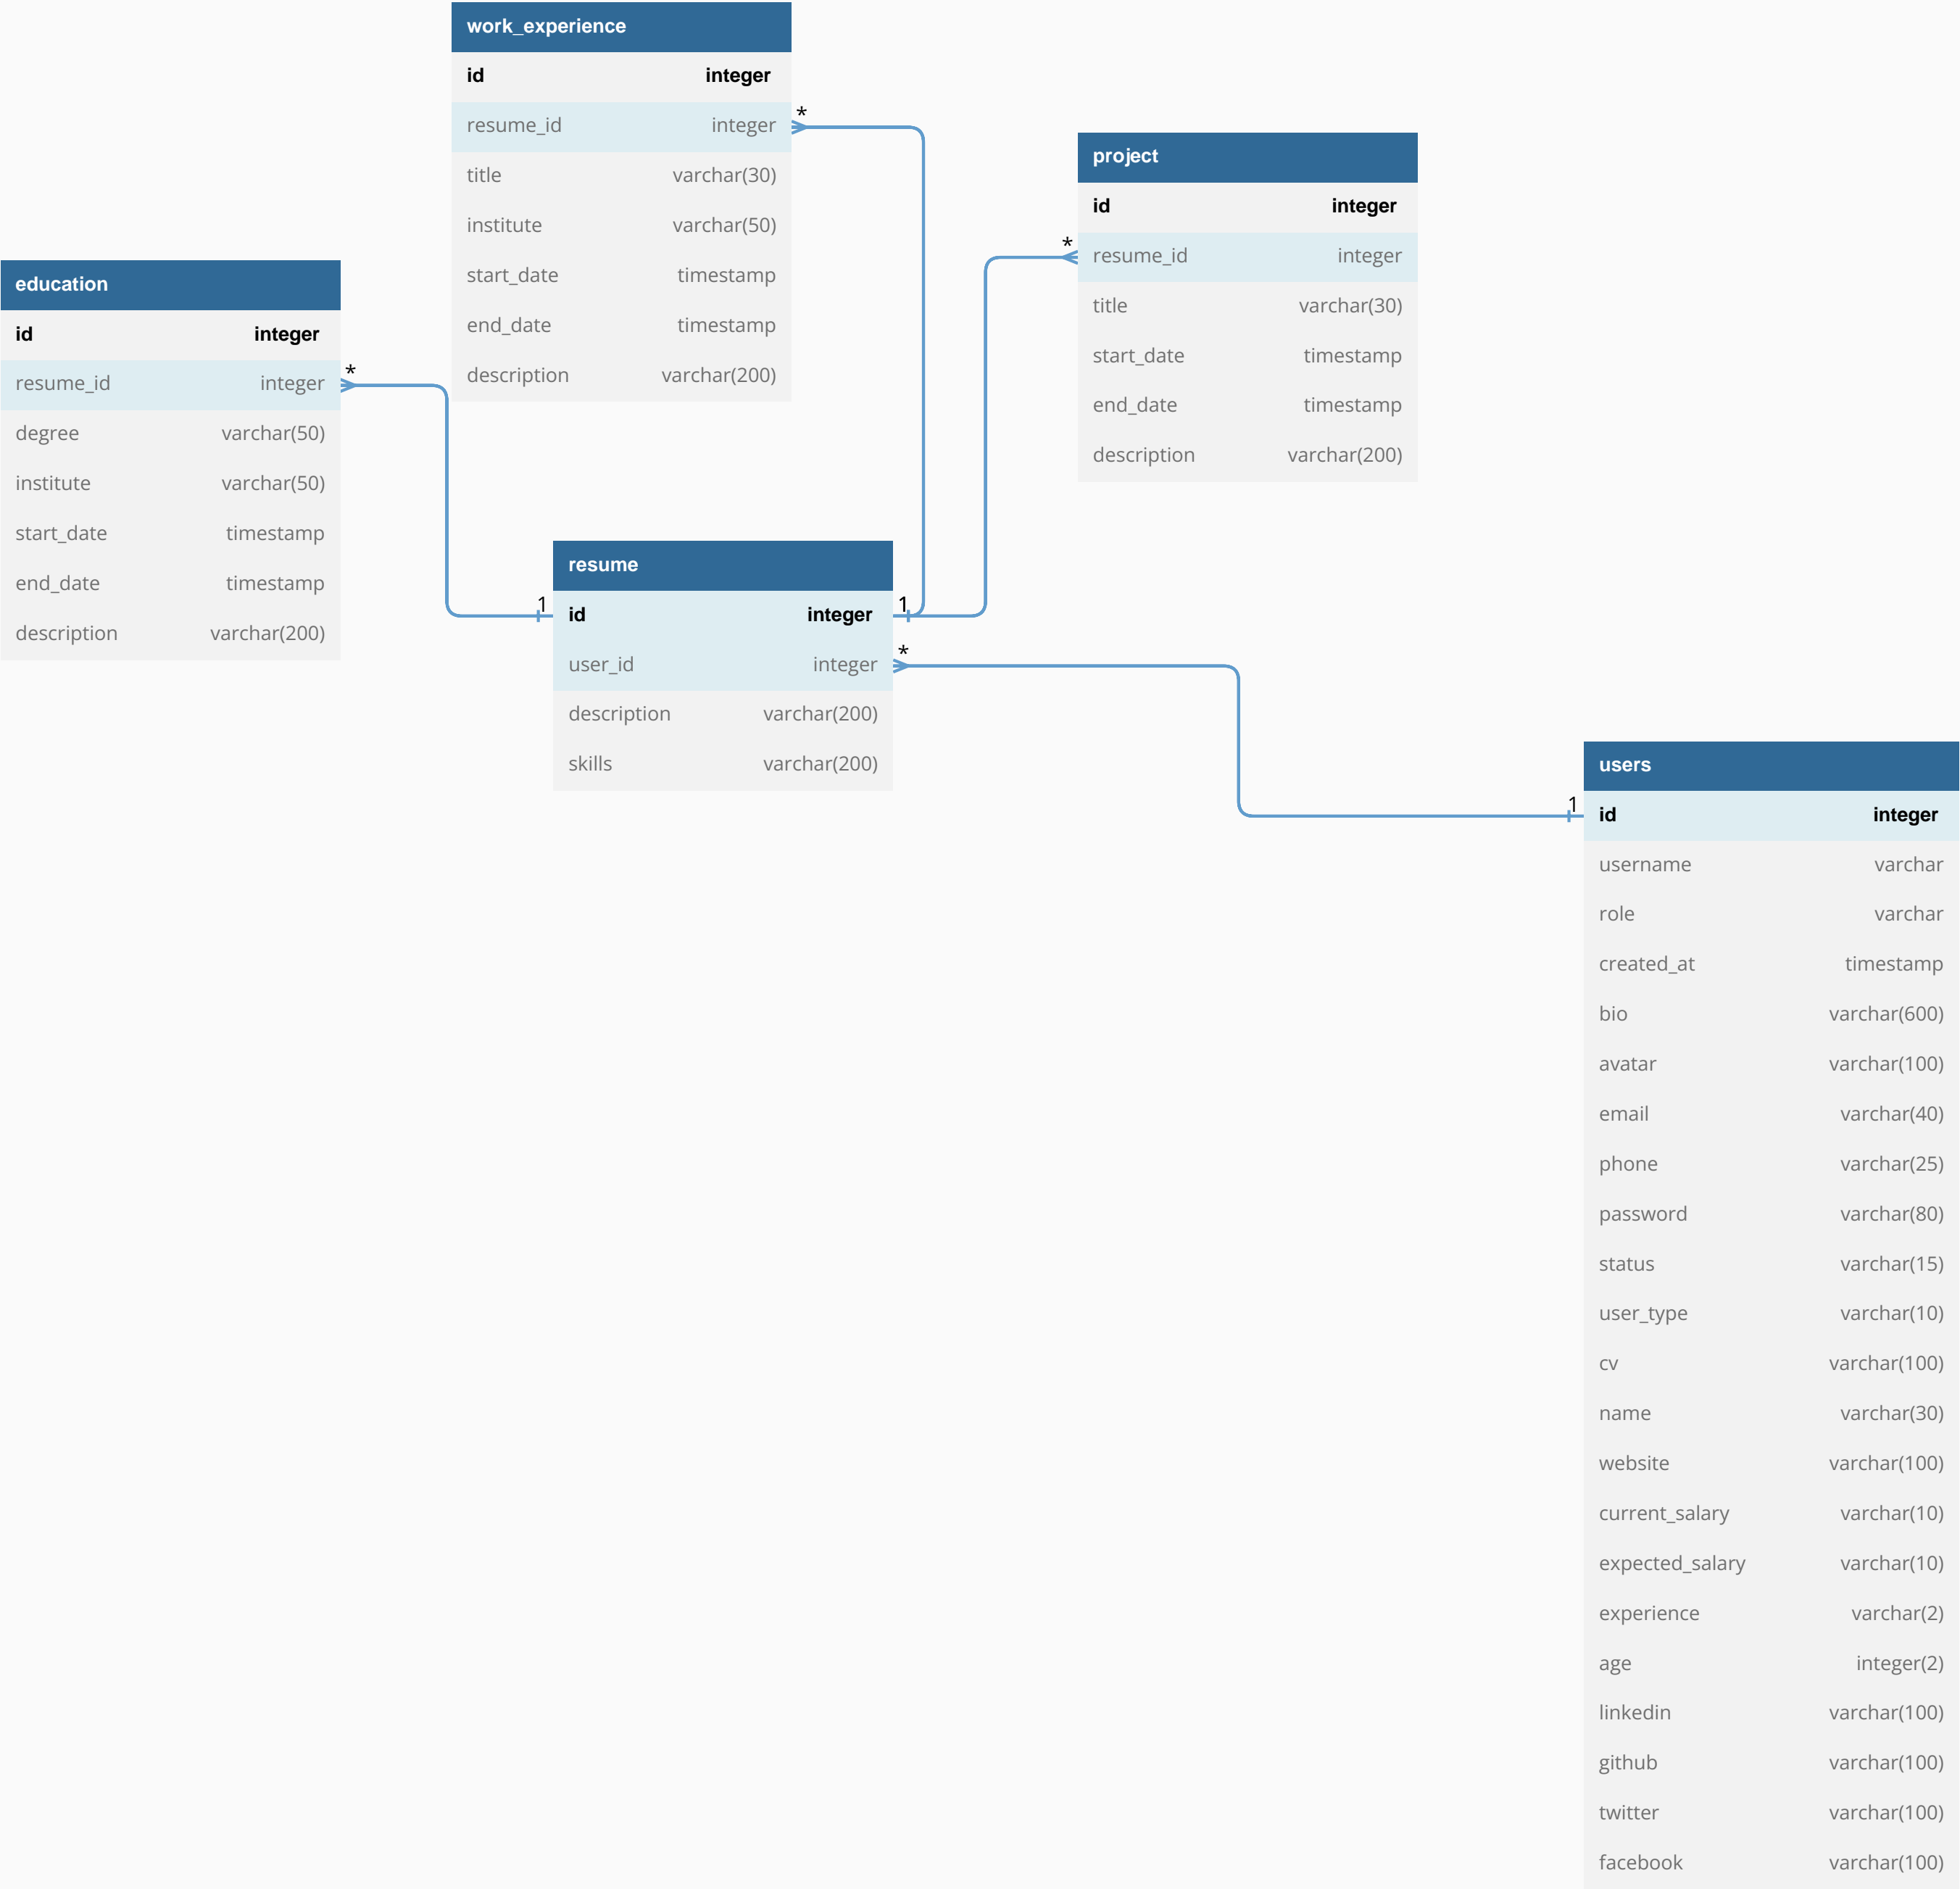 work_experience
id integer
resume_id integer
*
title varchar(30)
institute varchar(50)
start_date timestamp
end_date timestamp
description varchar(200)
project
id integer
*
resume_id integer
title varchar(30)
start_date timestamp
end_date timestamp
description varchar(200)
education
id integer
resume_id integer
*
degree varchar(50)
institute varchar(50)
start_date timestamp
end_date timestamp
description varchar(200)
resume
1
id integer
1
user_id integer
*
description varchar(200)
skills varchar(200)
users
1
id integer
username varchar
role varchar
created_at timestamp
bio varchar(600)
avatar varchar(100)
email varchar(40)
phone varchar(25)
password varchar(80)
status varchar(15)
user_type varchar(10)
cv varchar(100)
name varchar(30)
website varchar(100)
current_salary varchar(10)
expected_salary varchar(10)
experience varchar(2)
age integer(2)
linkedin varchar(100)
github varchar(100)
twitter varchar(100)
facebook varchar(100)